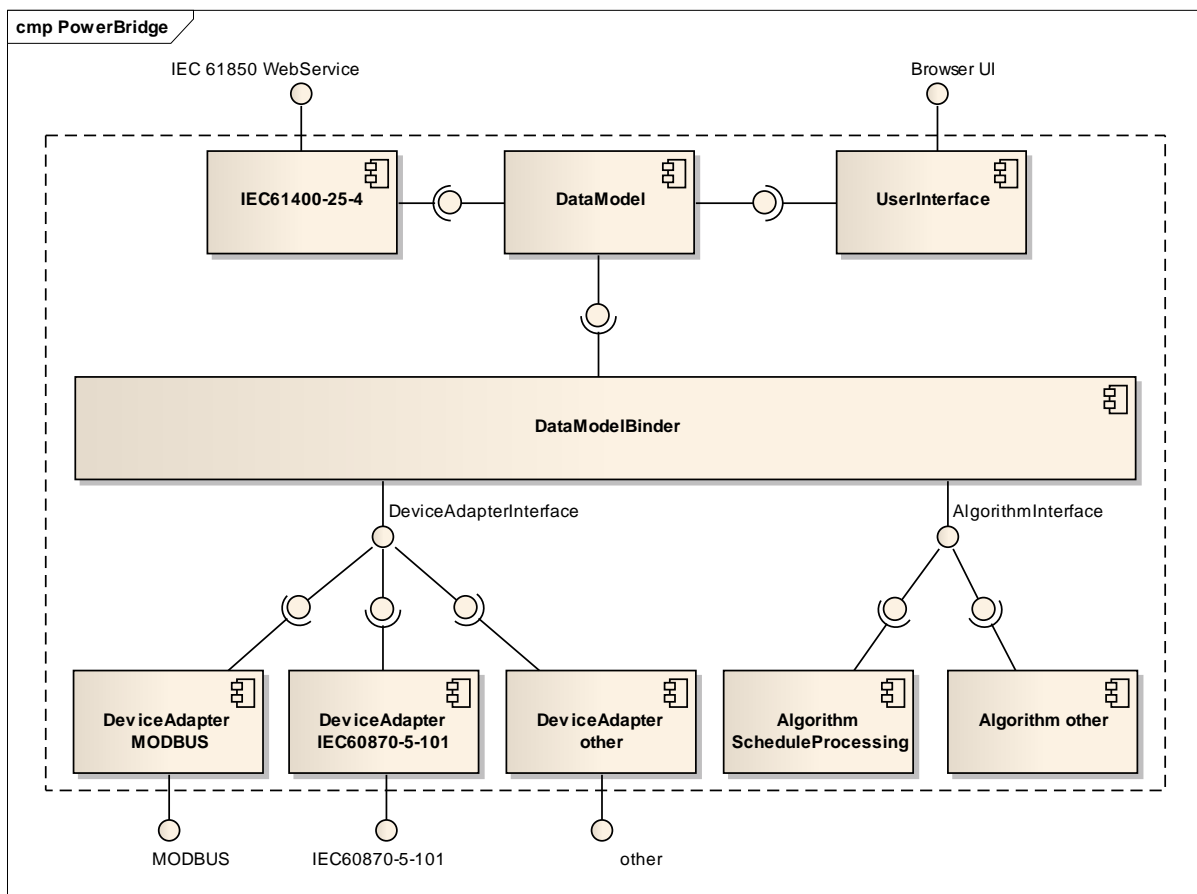 cmp PowerBridge
IEC 61850 WebService
Browser UI
IEC61400-25-4
DataModel
UserInterface
DataModelBinder
DeviceAdapterInterface
AlgorithmInterface
DeviceAdapter
MODBUS
DeviceAdapter
IEC60870-5-101
DeviceAdapter
other
Algorithm
ScheduleProcessing
Algorithm other
MODBUS
IEC60870-5-101
other